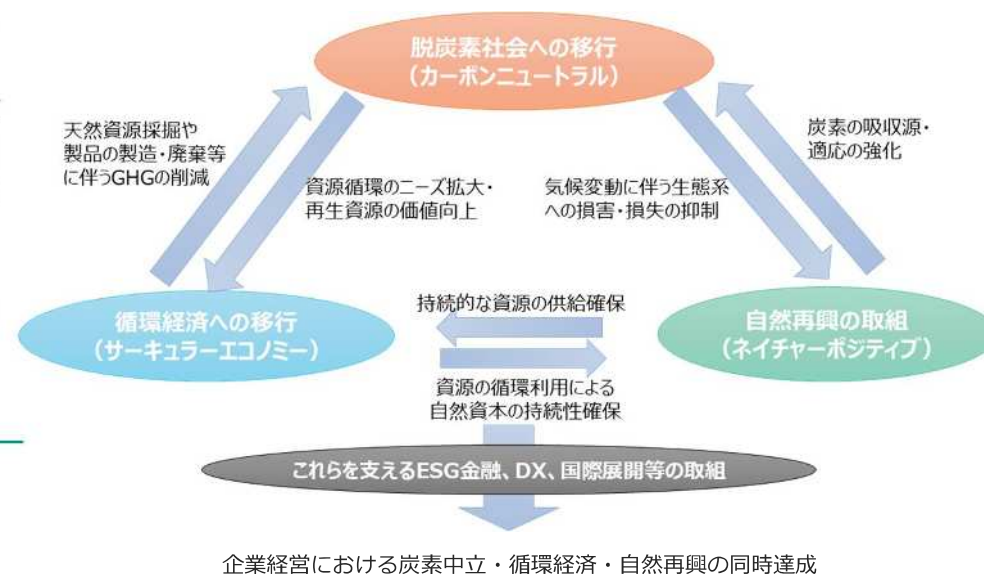 脱炭素社会への移行
（カーボンニュートラル）
天然資源採掘や
製品の製造・廃棄等
に伴うGHGの削減
資源循環のニーズ拡大・
再生資源の価値向上
気候変動に伴う生態系
への損害・損失の抑制
炭素の吸収源・
適応の強化
循環経済への移行
（サーキュラーエコノミー）
持続的な資源の供給確保
自然再興の取組
（ネイチャーポジティブ）
資源の循環利用による
自然資本の持続性確保
これらを支えるESG金融、DX、国際展開等の取組
企業経営における炭素中立・循環経済・自然再興の同時達成